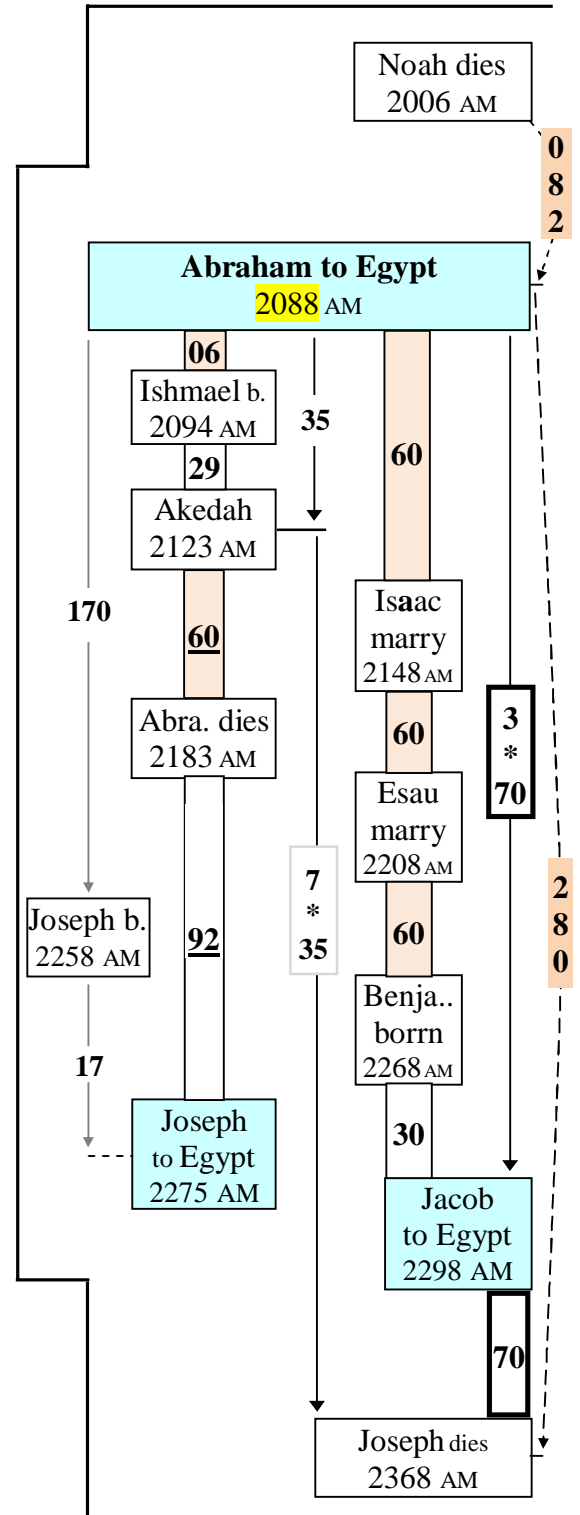 Noah dies
2006 AM
0
8
2
Abraham to Egypt
2088 AM
06
Ishmael b.
2094 AM
35
60
29
Akedah
2123 AM
170
60
Isaac
marry
2148 AM
Abra. dies
2183 AM
60
3
*
70
Esau
marry
2208 AM
7
*
35
2
8
0
Joseph b.
2258 AM
92
60
Benja..
borrn
2268 AM
17
30
Joseph
to Egypt
2275 AM
Jacob
to Egypt
2298 AM
70
Joseph dies
2368 AM